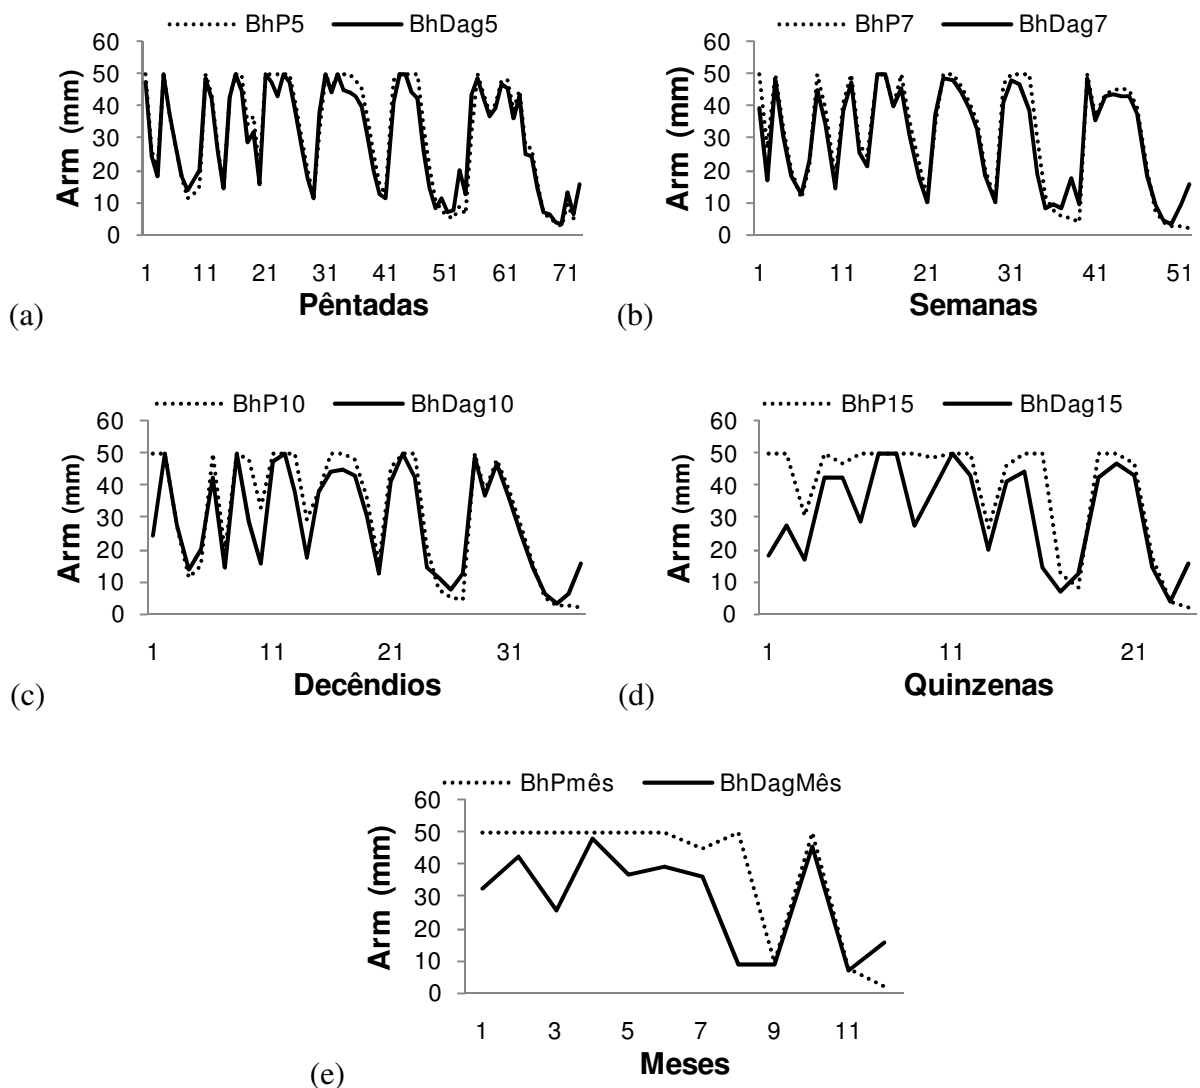 BhP5 BhDag5
60
50
40
30
20
10
0
Arm (mm)
1 11 21 31 41 51 61 71
Pêntadas
(a)
BhP7 BhDag7
60
50
40
30
20
10
0
Arm (mm)
1 11 21 31 41 51
Semanas
(b)
BhP10 BhDag10
60
50
40
30
20
10
0
Arm (mm)
1 11 21 31
Decêndios
(c)
BhP15 BhDag15
60
50
40
30
20
10
0
Arm (mm)
1 11 21
Quinzenas
(d)
BhPmês BhDagMês
60
50
40
30
20
10
0
Arm (mm)
1 3 5 7 9 11
Meses
(e)